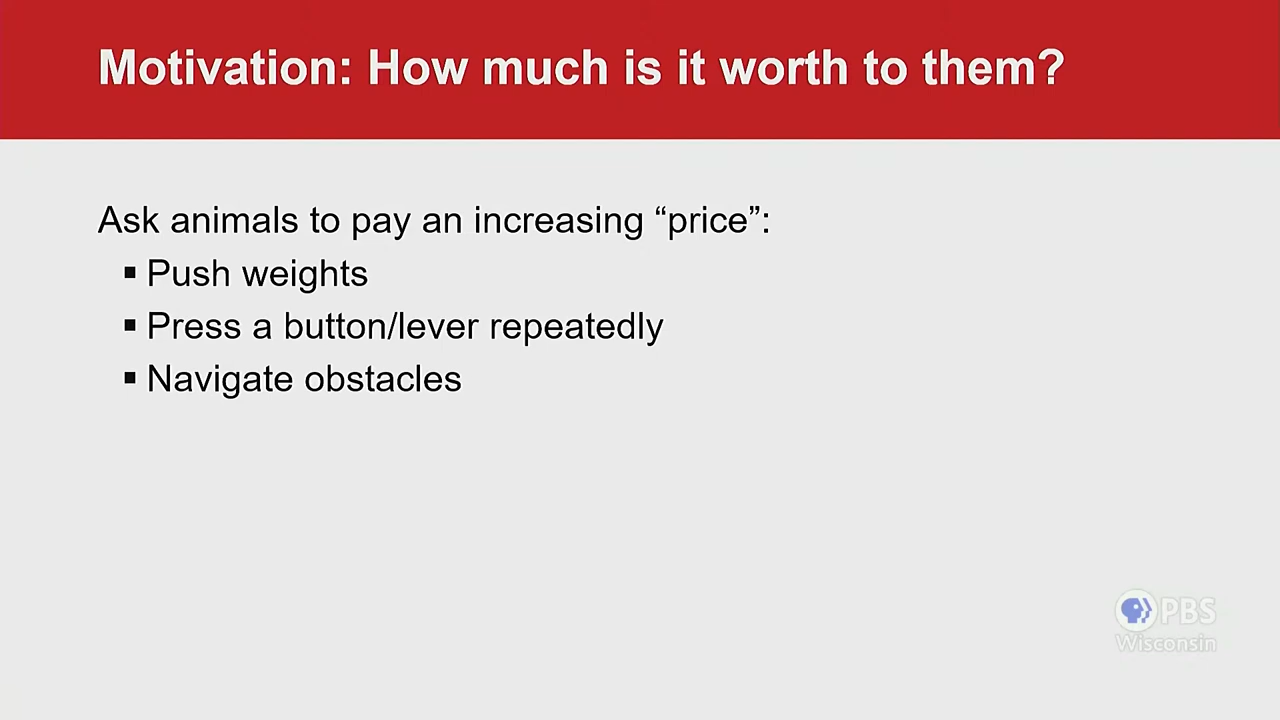 Motivation: How much is it worth to them?
Ask animals to pay an increasing “price”:
▪ Push weights
▪ Press a button/lever repeatedly
▪ Navigate obstacles
PBS
Wisconsin